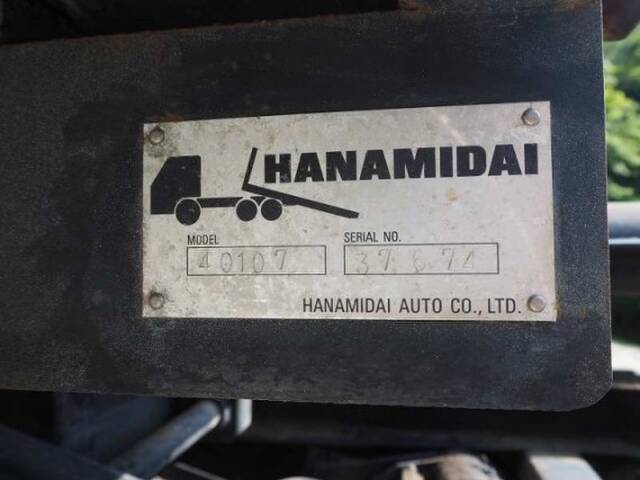 HANAMIDAI
MODEL
SERIAL NO.
40107
HANAMIDAI AUTO CO., LTD.